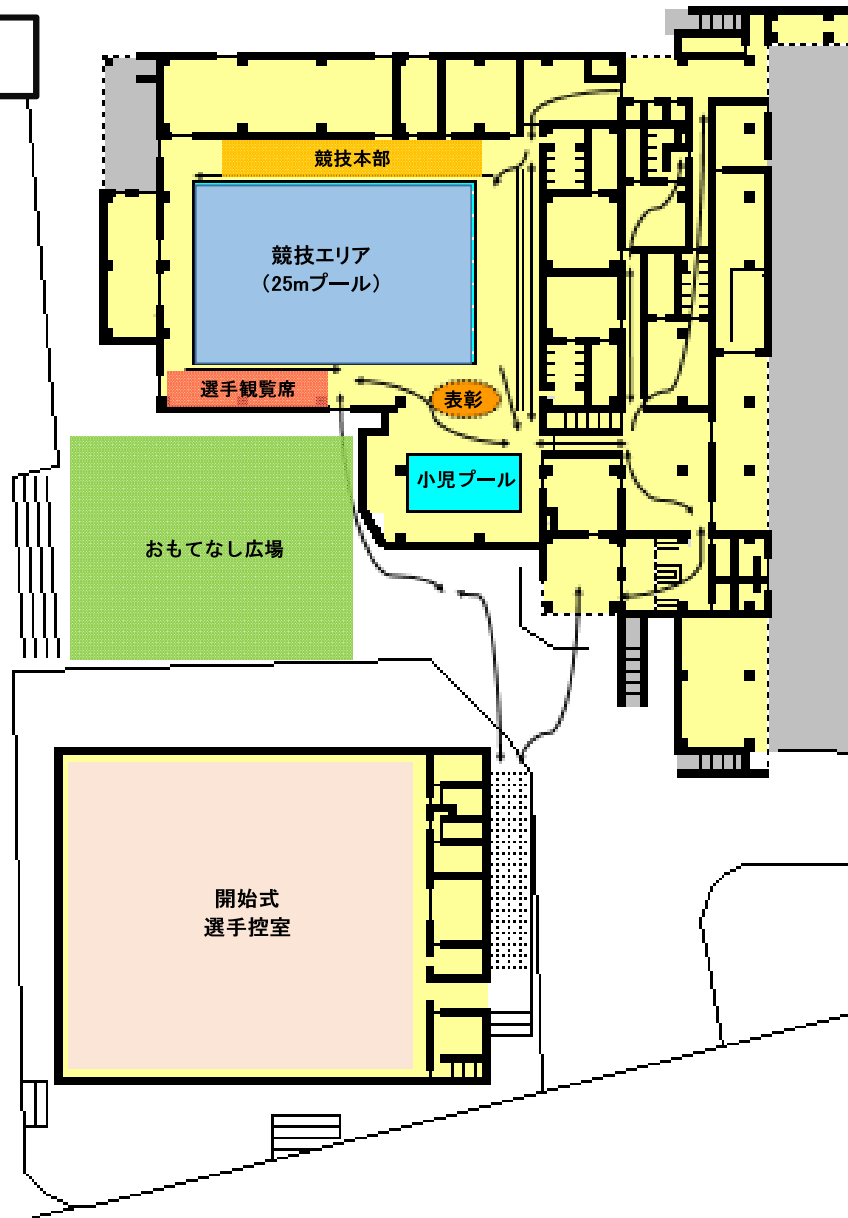 競技本部
競技エリア
（25mプール）
選手観覧席
表彰
小児プール
おもてなし広場
開始式
選手控室